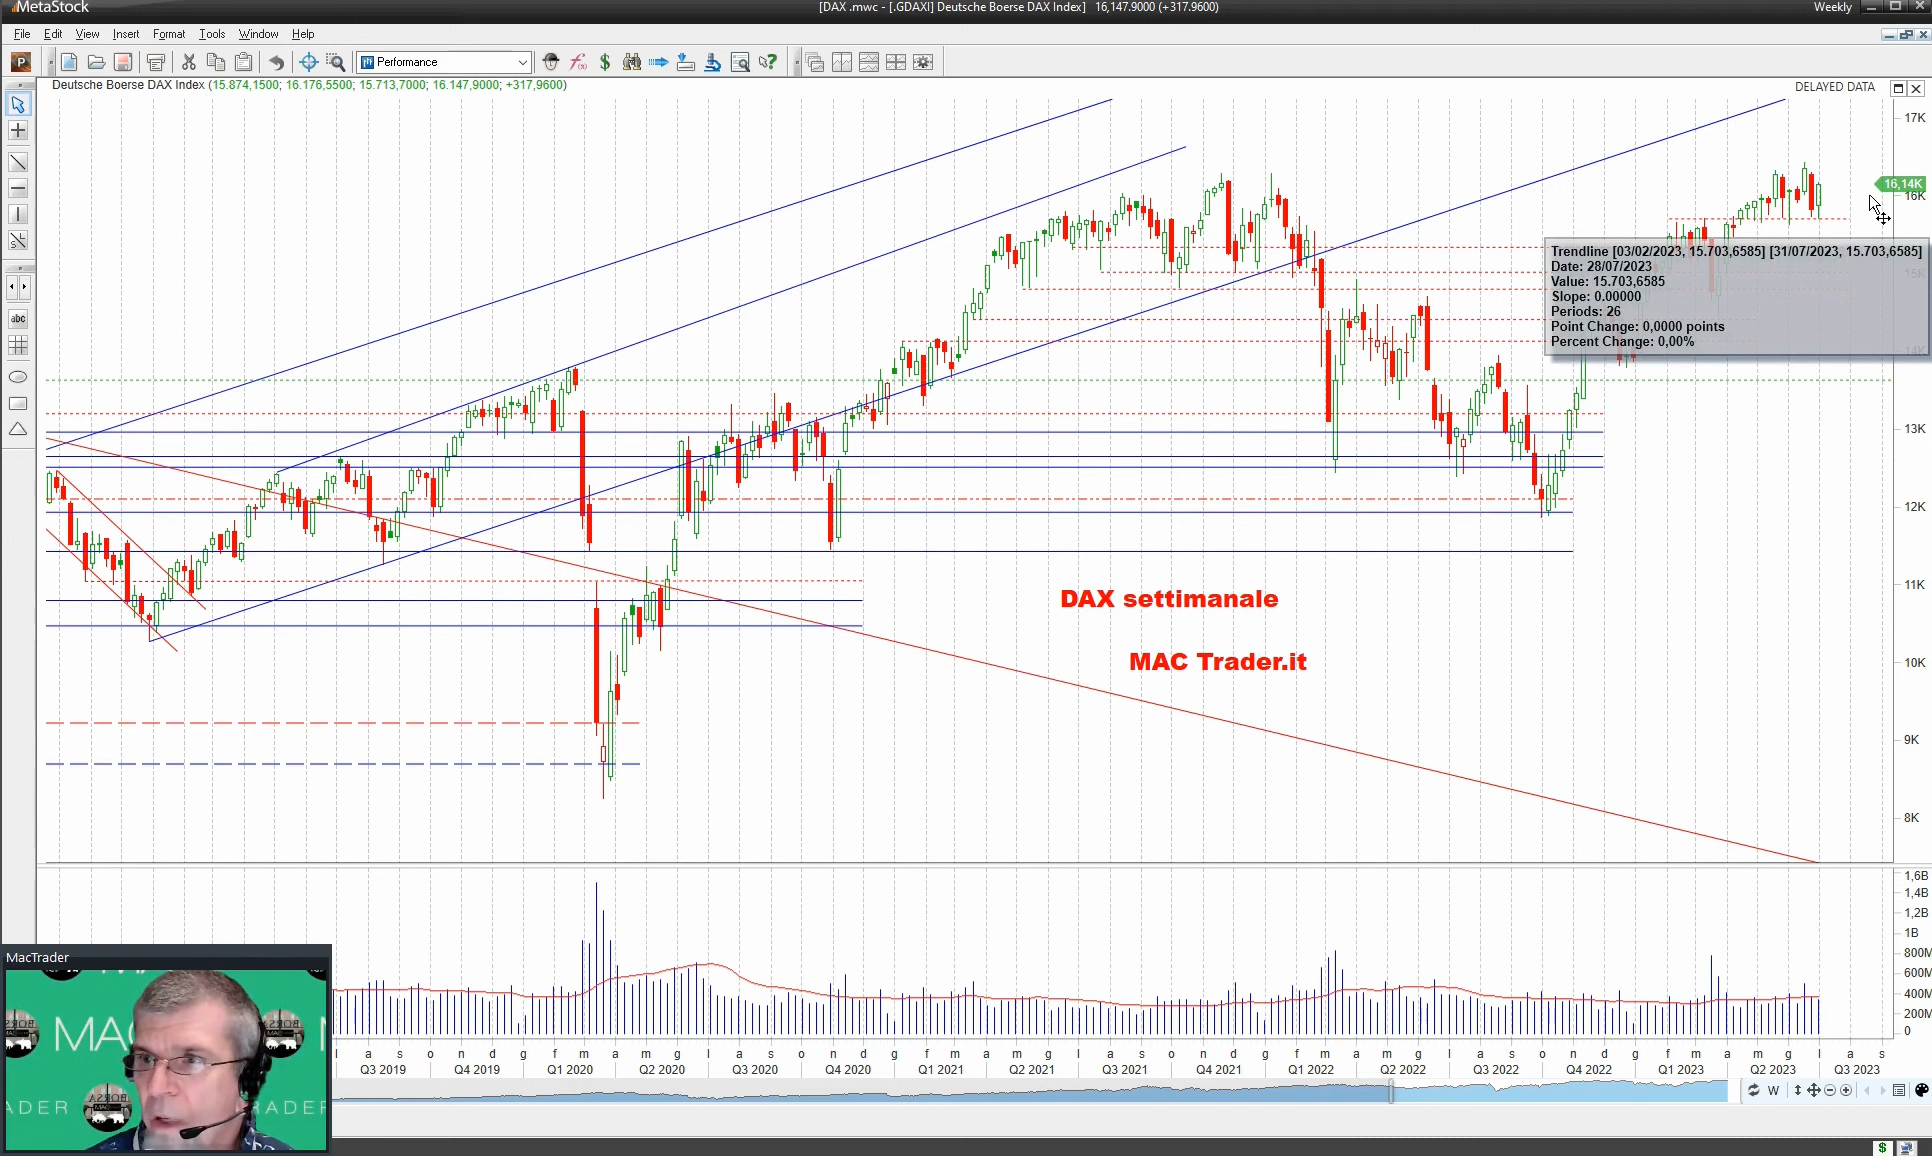 MetaStock
[DAX .mwc - [.GDAXI] Deutsche Boerse DAX Index] 16,147.9000 (+317.9600)
Weekly
File Edit View Insert Format Tools Window Help
P
Performance
Deutsche Boerse DAX Index (15.874,1500; 16.176,5500; 15.713,7000; 16.147,9000; +317,9600)
DELAYED DATA
17K
16,14K
16K
Trendline [03/02/2023, 15.703,6585] [31/07/2023, 15.703,6585]
Date: 28/07/2023
Value: 15.703,6585
Slope: 0.00000
Periods: 26
Point Change: 0,0000 points
Percent Change: 0,00%
15K
14K
abc
13K
12K
11K
DAX settimanale
MAC Trader.it
10K
9K
8K
1,6B
1,4B
1,2B
1B
800M
600M
400M
200M
0
MacTrader
MAC
ADER
RADER
l a s o n d g f m a m g l a s o n d g f m a m g l a s o n d g f m a m g l a s o n d g f m a m g l a s
Q3 2019 Q4 2019 Q1 2020 Q2 2020 Q3 2020 Q4 2020 Q1 2021 Q2 2021 Q3 2021 Q4 2021 Q1 2022 Q2 2022 Q3 2022 Q4 2022 Q1 2023 Q2 2023 Q3 2023
W